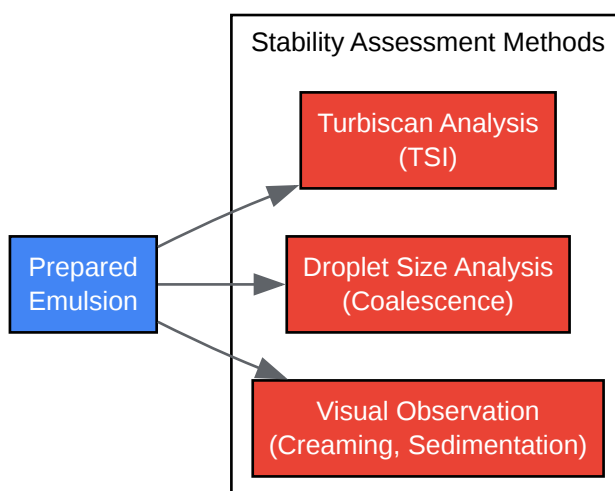 Stability Assessment Methods
Turbiscan Analysis
(TSI)
Prepared
Emulsion
Droplet Size Analysis
(Coalescence)
Visual Observation
(Creaming, Sedimentation)